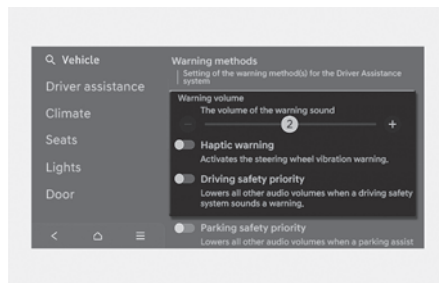 Vehicle
Driver assistance
Climate
Seats
Lights
Door
Warning methods
Setting of the warning method(s) for the Driver Assistance
system
Warning volume
The volume of the warning sound
2
Haptic warning
Activates the steering wheel vibration warning,
Driving safety priority
Lowers all other audio volumes when a driving safety
system sounds a warning,
Parking safety priority
Lowers all other audio volumes when a parking assist